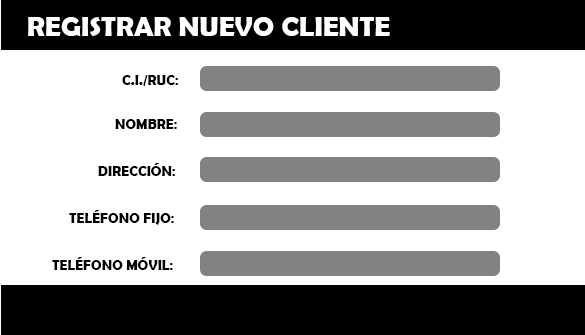 REGISTRAR NUEVO CLIENTE
C.I./RUC:
NOMBRE:
DIRECCIÓN:
TELÉFONO FIJO:
TELÉFONO MÓVIL: